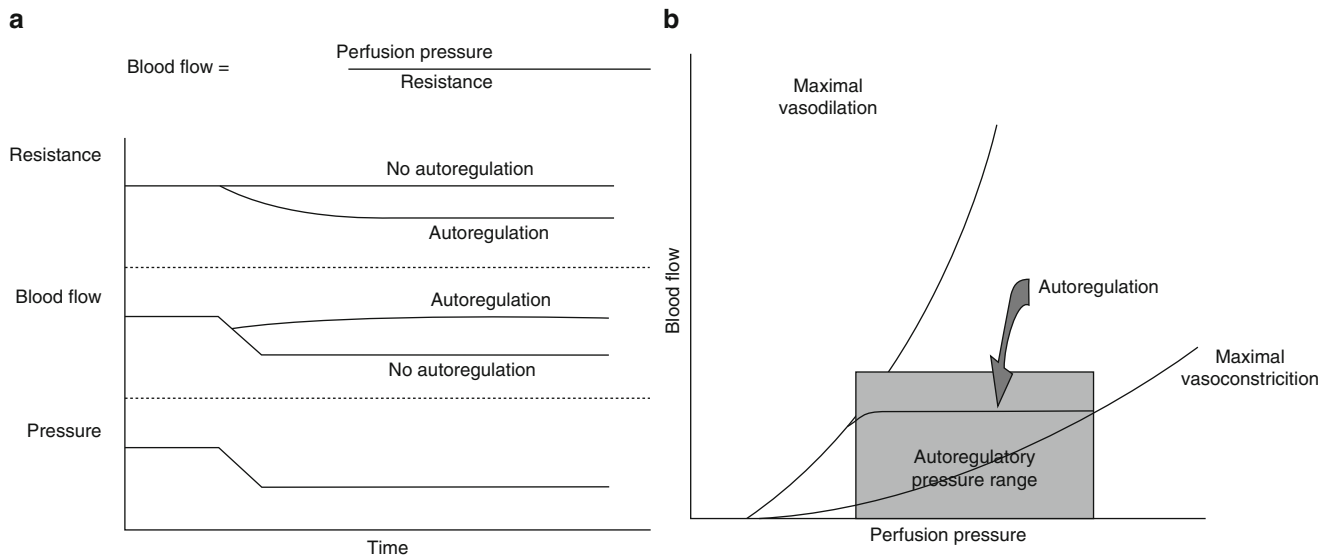 a
Perfusion pressure
Blood flow =
Resistance
Resistance
No autoregulation
Autoregulation
Blood flow
Autoregulation
No autoregulation
Pressure
Time
b
Maximal
vasodilation
Blood flow
Autoregulation
Maximal
vasoconstricition
Autoregulatory
pressure range
Perfusion pressure